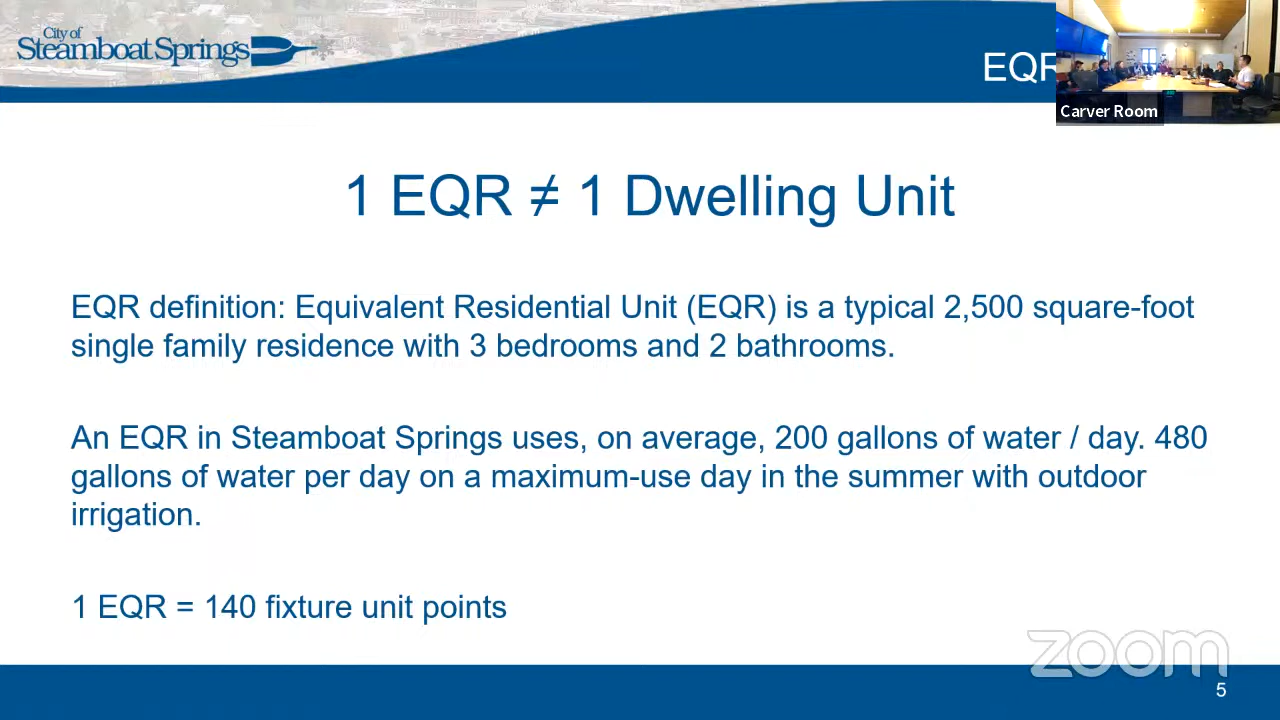 City of
Steamboat Springs
EQR
Carver Room
1 EQR ≠ 1 Dwelling Unit
EQR definition: Equivalent Residential Unit (EQR) is a typical 2,500 square-foot
single family residence with 3 bedrooms and 2 bathrooms.
An EQR in Steamboat Springs uses, on average, 200 gallons of water / day. 480
gallons of water per day on a maximum-use day in the summer with outdoor
irrigation.
1 EQR = 140 fixture unit points
zoom
5